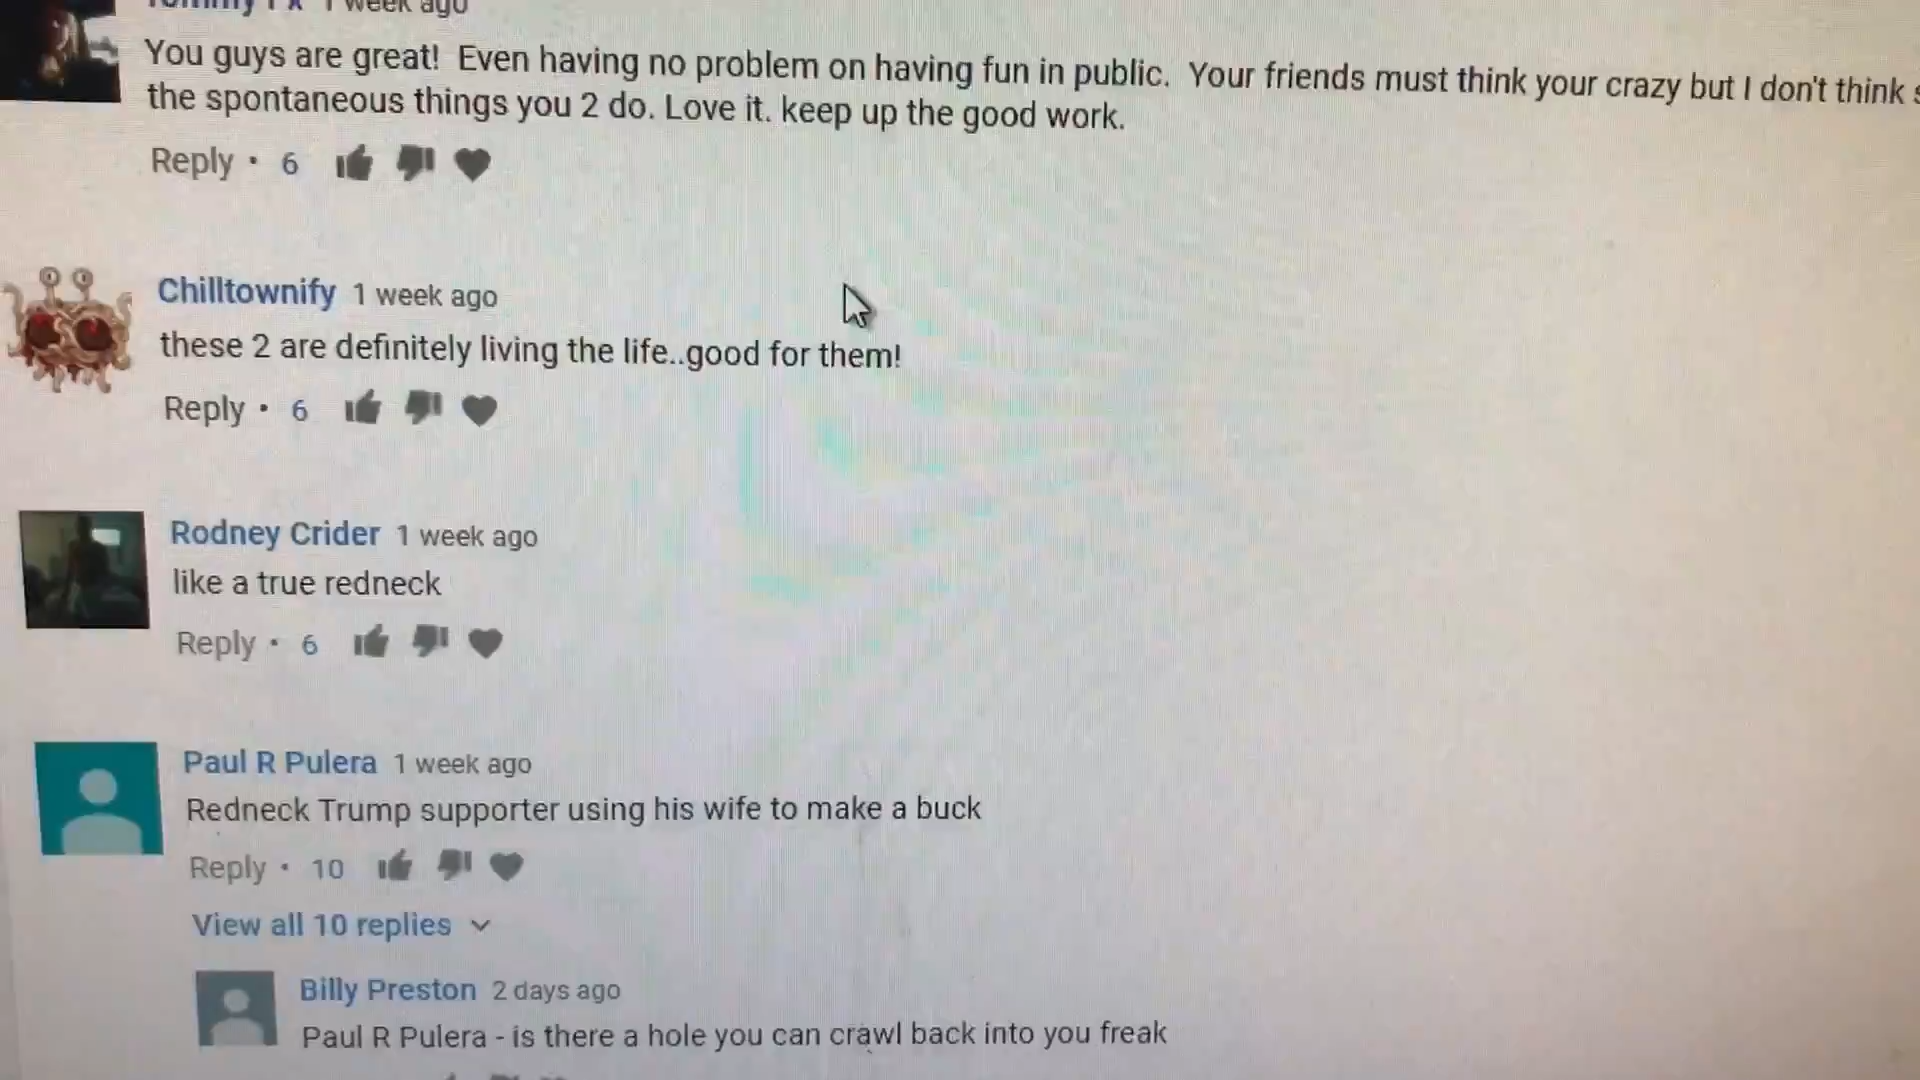 1 week ago
You guys are great! Even having no problem on having fun in public. Your friends must think your crazy but I don't think
the spontaneous things you 2 do. Love it. keep up the good work.
Reply • 6
Chilltownify 1 week ago
these 2 are definitely living the life..good for them!
Reply • 6
Rodney Crider 1 week ago
like a true redneck
Reply • 6
Paul R Pulera 1 week ago
Redneck Trump supporter using his wife to make a buck
Reply • 10
View all 10 replies
Billy Preston 2 days ago
Paul R Pulera - is there a hole you can crawl back into you freak